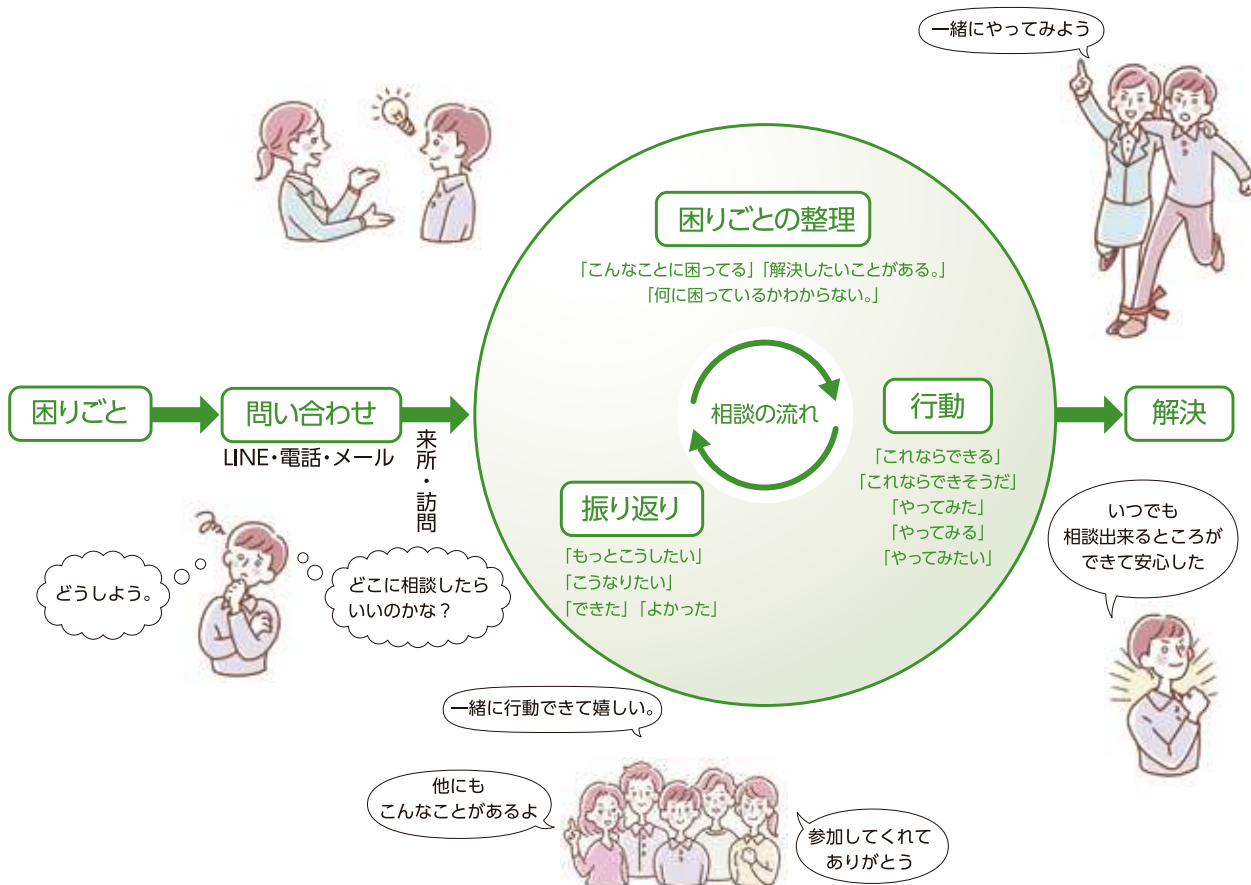 一緒にやってみよう
困りごとの整理
「こんなことに困ってる」「解決したいことがある。」
「何に困っているかわからない。」
困りごと
問い合わせ
LINE・電話・メール
来所・訪問
相談の流れ
行動
「これならできる」
「これならできそうだ」
「やってみた」
「やってみる」
「やってみたい」
解決
振り返り
「もっとこうしたい」
「こうなりたい」
「できた」「よかった」
どうしよう。
どこに相談したら
いいのかな？
いつでも
相談出来るところが
できて安心した
一緒に行動できて嬉しい。
他にも
こんなことがあるよ
参加してくれて
ありがとう